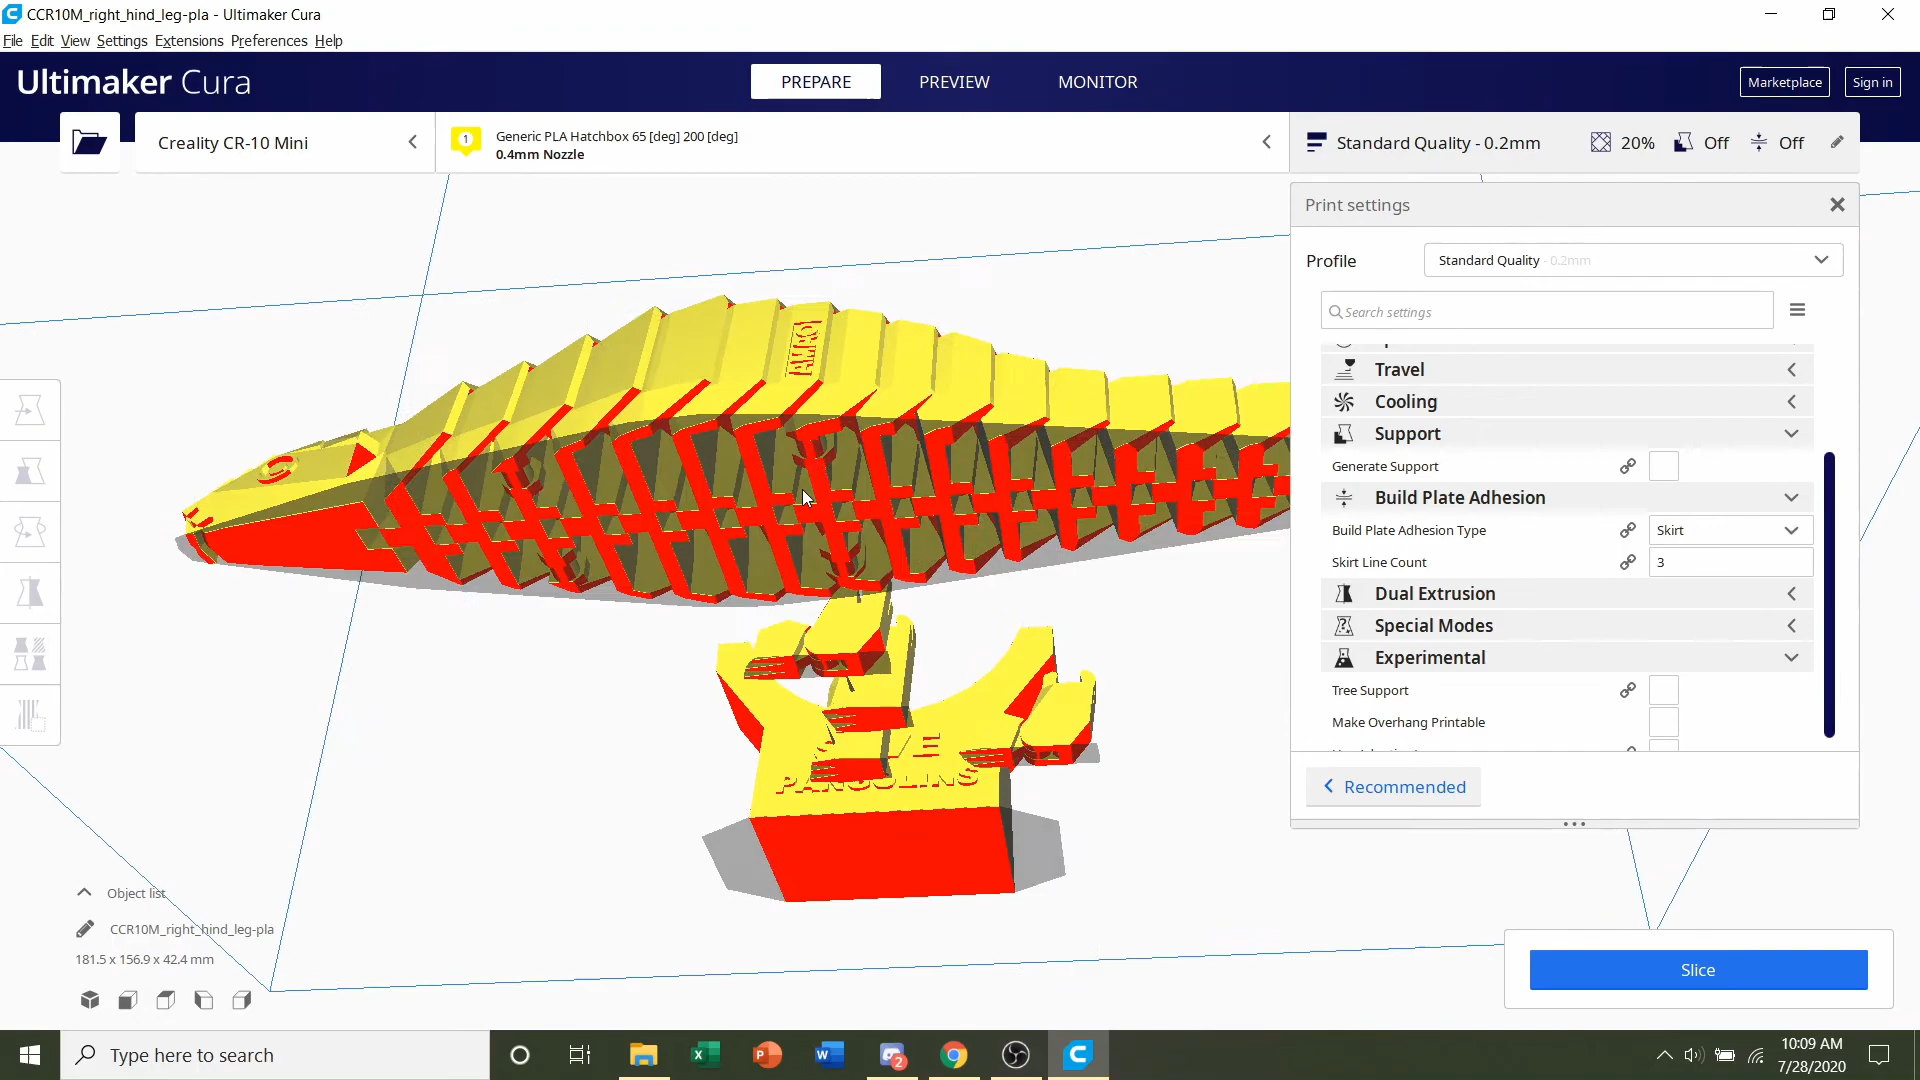 CCR10M_right_hind_leg-pla - Ultimaker Cura
File Edit View Settings Extensions Preferences Help
Ultimaker Cura
PREPARE
PREVIEW
MONITOR
Marketplace
Sign in
Creality CR-10 Mini
1
Generic PLA Hatchbox 65 [deg] 200 [deg]
0.4mm Nozzle
Standard Quality - 0.2mm
20%
Off
Off
Print settings
Profile
Standard Quality - 0.2mm
Search settings
Travel
Cooling
Support
Generate Support
Build Plate Adhesion
Build Plate Adhesion Type
Skirt
Skirt Line Count
3
Dual Extrusion
Special Modes
Experimental
Tree Support
Make Overhang Printable
Recommended
PANGOLINS
Object list
CCR10M_right_hind_leg-pla
181.5 x 156.9 x 42.4 mm
Slice
Type here to search
2
10:09 AM
7/28/2020